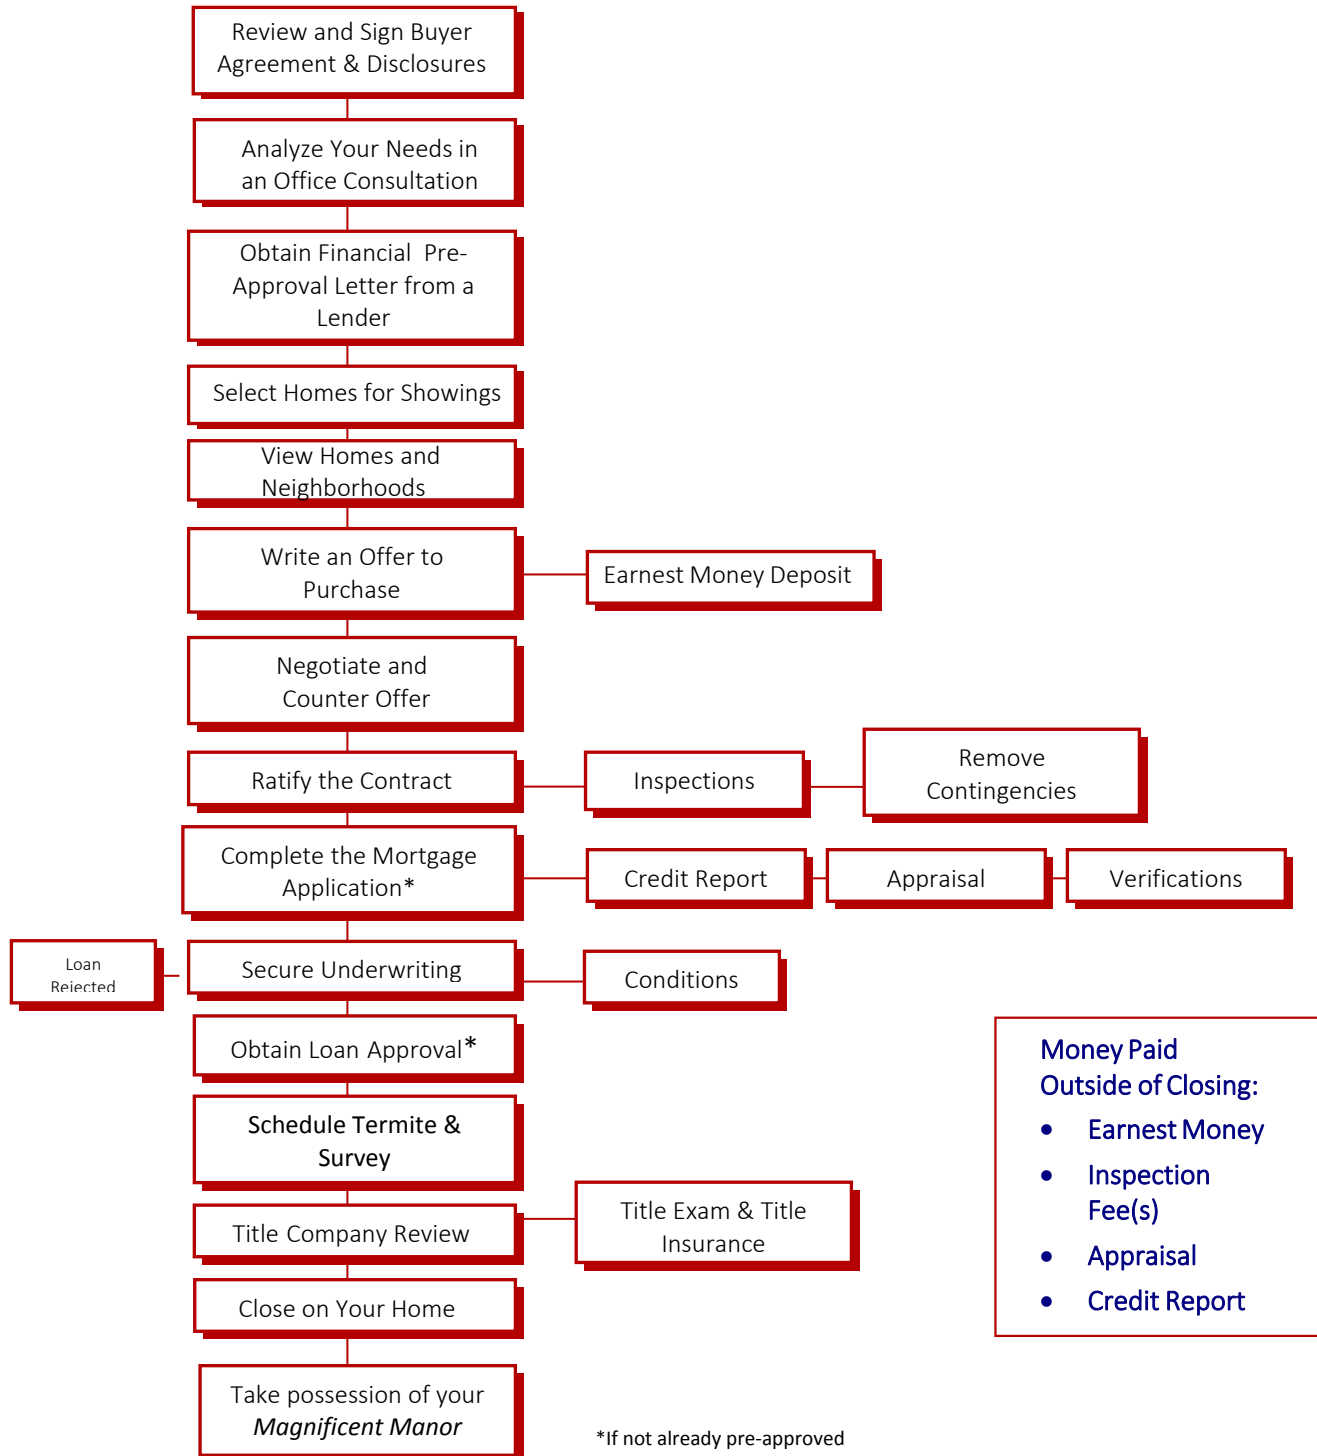 Review and Sign Buyer
Agreement & Disclosures
Analyze Your Needs in
an Office Consultation
Obtain Financial Pre-
Approval Letter from a
Lender
Select Homes for Showings
View Homes and
Neighborhoods
Write an Offer to
Purchase
Earnest Money Deposit
Negotiate and
Counter Offer
Ratify the Contract
Inspections
Remove
Contingencies
Complete the Mortgage
Application*
Credit Report
Appraisal
Verifications
Loan
Rejected
Secure Underwriting
Conditions
Obtain Loan Approval*
Schedule Termite &
Survey
Title Company Review
Title Exam & Title
Insurance
Close on Your Home
Take possession of your
Magnificent Manor
Money Paid
Outside of Closing:
• Earnest Money
• Inspection
Fee(s)
• Appraisal
• Credit Report
*If not already pre-approved